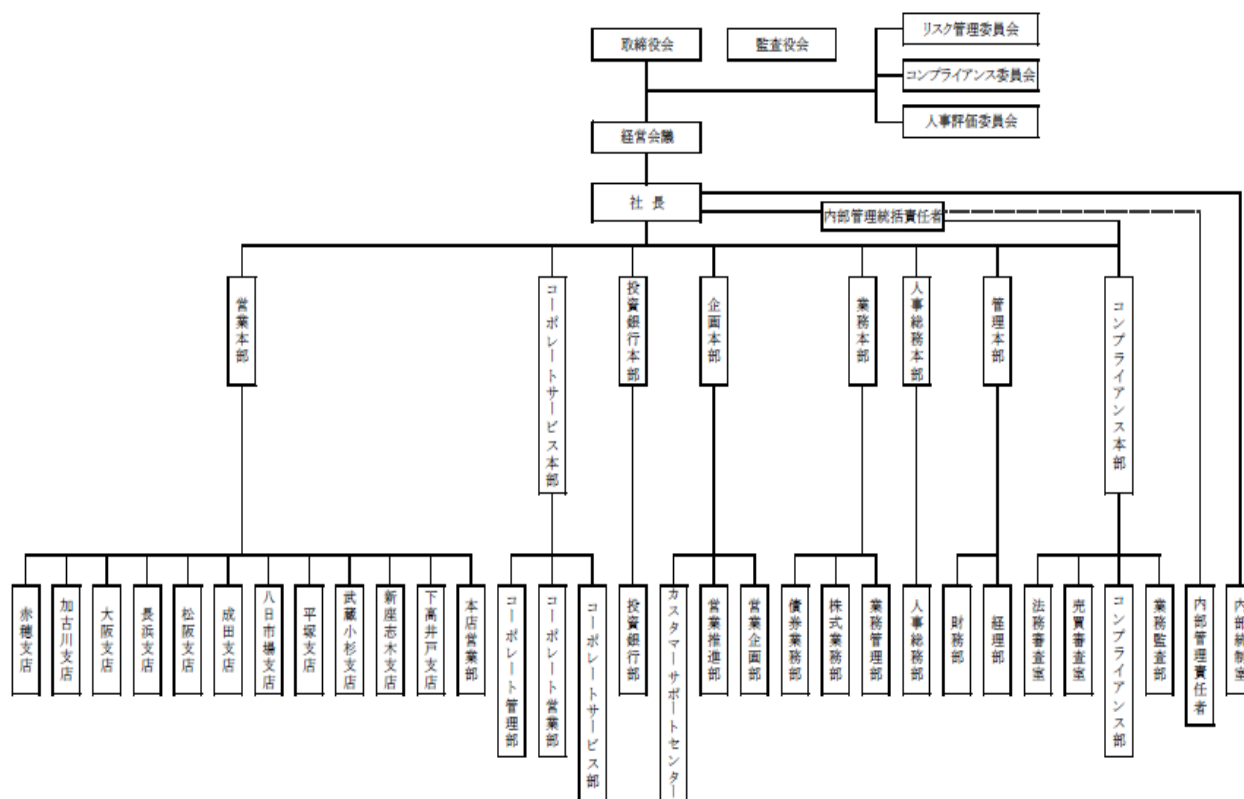 取締役会
監査役会
リスク管理委員会
コンプライアンス委員会
人事評価委員会
経営会議
社長
内部管理統括責任者
営業本部
コーポレートサービス本部
投資銀行本部
企画本部
業務本部
人事総務本部
管理本部
コンプライアンス本部
赤穂支店
加古川支店
大阪支店
長浜支店
松阪支店
成田支店
八日市場支店
平塚支店
武蔵小杉支店
新座志木支店
下高井戸支店
本店営業部
コーポレート管理部
コーポレート営業部
コーポレートサービス部
投資銀行部
カスタマーサポートセンター
営業推進部
営業企画部
債券業務部
株式業務部
業務管理部
人事総務部
財務部
経理部
法務審査室
売買審査室
コンプライアンス部
業務監査部
内部管理責任者
内部統制室